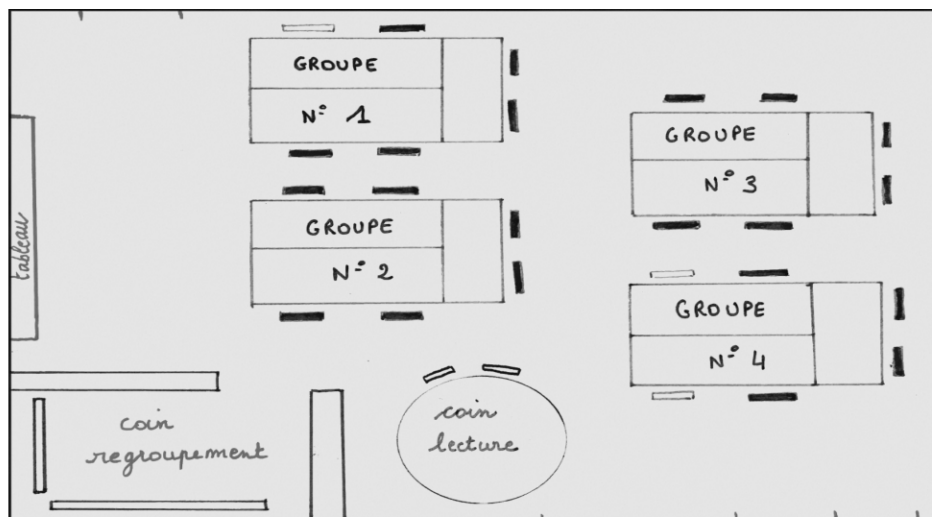 GROUPE
N° 1
GROUPE
N° 2
GROUPE
N° 3
GROUPE
N° 4
tableau
coin
regroupement
coin
lecture